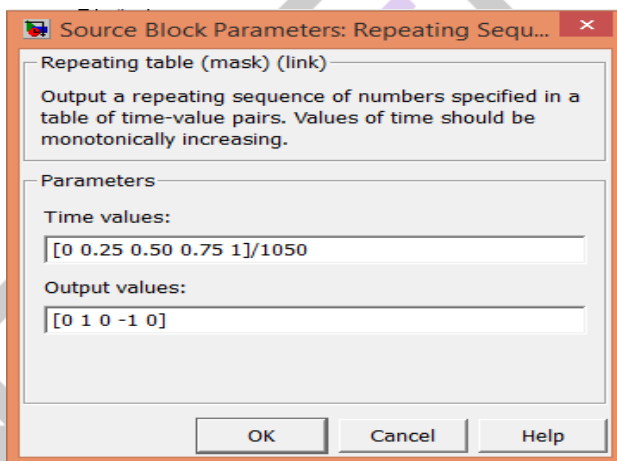 Source Block Parameters: Repeating Sequ...
Repeating table (mask) (link)
Output a repeating sequence of numbers specified in a
table of time-value pairs. Values of time should be
monotonically increasing.
Parameters
Time values:
[0 0.25 0.50 0.75 1]/1050
Output values:
[0 1 0 -1 0]
OK
Cancel
Help